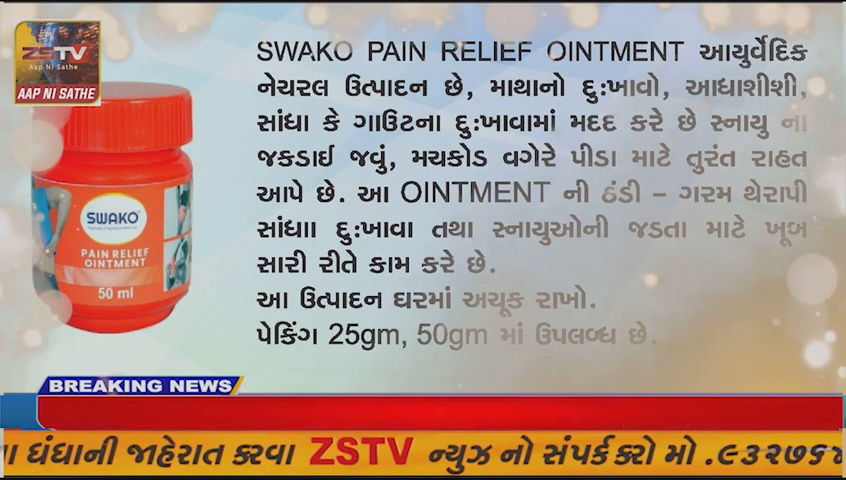 ZSTV
Aap Ni Sathe
AAP NI SATHE
SWAKO PAIN RELIEF OINTMENT આયુર્વેદિક
નેચરલ ઉત્પાદન છે, માથાનો દુઃખાવો, આધાશીશી,
સાંધા કે ગાઉટના દુઃખાવામાં મદદ કરે છે સ્નાયુ ના
જકડાઈ જવું, મચકોડ વગેરે પીડા માટે તુરંત રાહત
આપે છે. આ OINTMENT ની ઠંડી – ગરમ થેરાપી
સાંધાા દુઃખાવા તથા સ્નાયુઓની જડતા માટે ખૂબ
સારી રીતે કામ કરે છે.
આ ઉત્પાદન ઘરમાં અચૂક રાખો.
પેકિંગ 25gm, 50gm માં ઉપલબ્ધ છે.
SWAKO
PAIN RELIEF
OINTMENT
50 ml
BREAKING NEWS
ધંધાની જાહેરાત કરવા ZSTV ન્યુઝ નો સંપર્ક કરો મો .૯૩૨૭૬૪